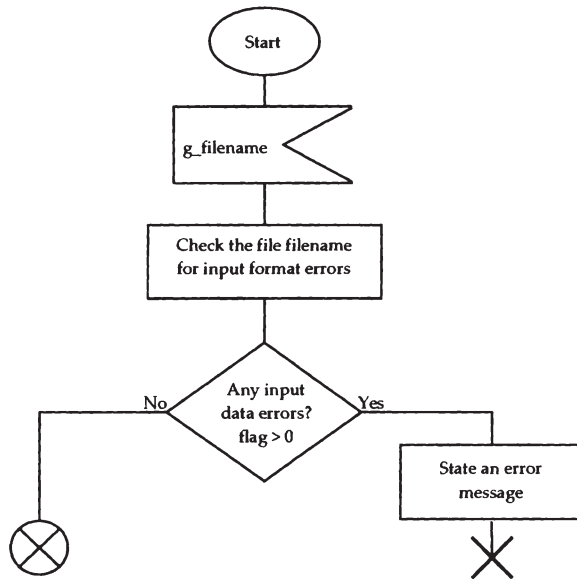 Start
g_filename
Check the file filename
for input format errors
Any input
data errors?
flag > 0
No
Yes
State an error
message